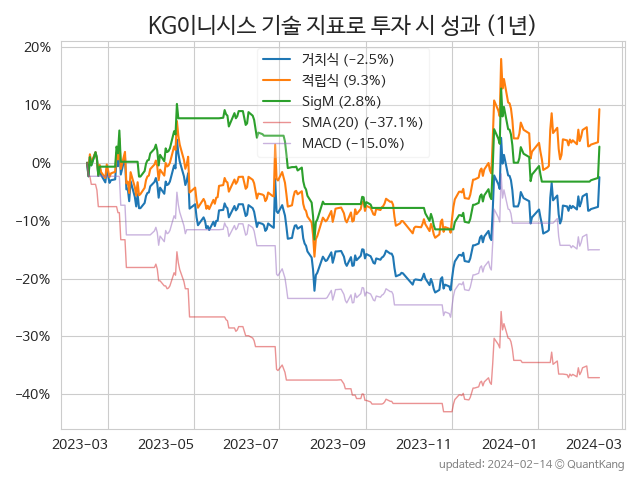 KG이니시스 기술 지표로 투자 시 성과 (1년)
20%
10%
0%
−10%
−20%
−30%
−40%
거치식 (−2.5%)
적립식 (9.3%)
SigM (2.8%)
SMA(20) (−37.1%)
MACD (−15.0%)
2023-03 2023-05 2023-07 2023-09 2023-11 2024-01 2024-03
updated: 2024-02-14 © QuantKang